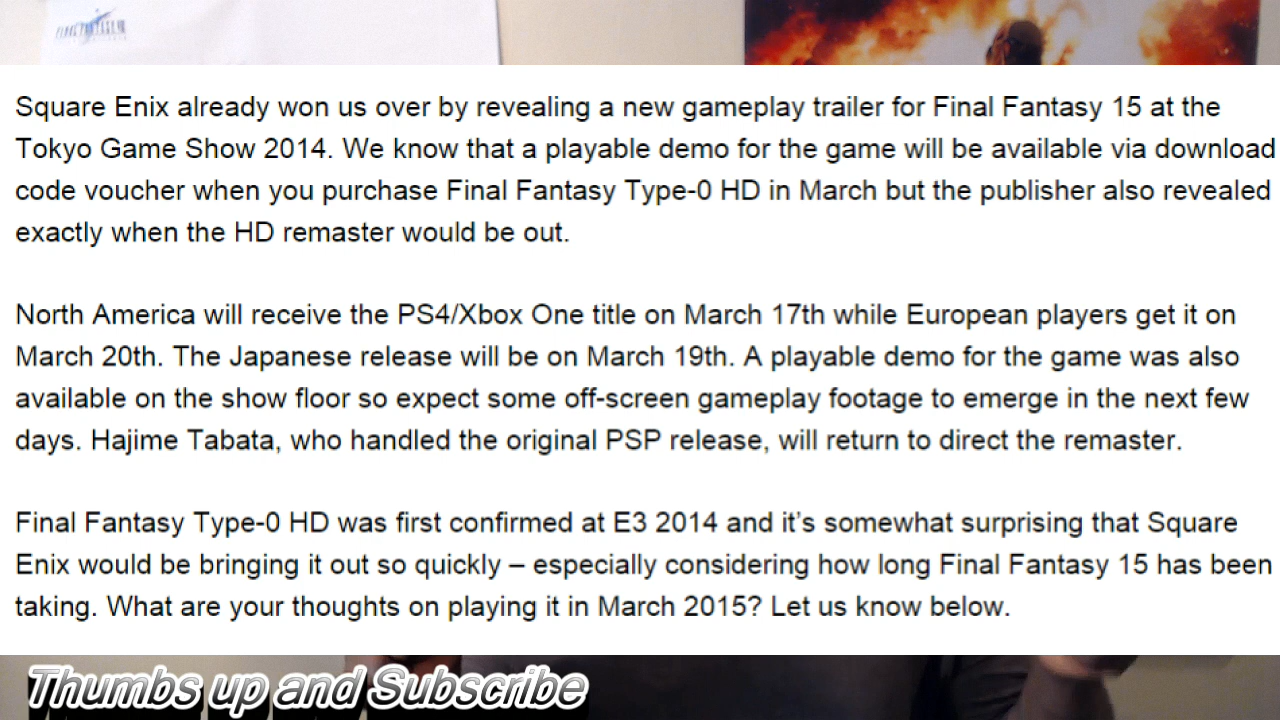 Square Enix already won us over by revealing a new gameplay trailer for Final Fantasy 15 at the
Tokyo Game Show 2014. We know that a playable demo for the game will be available via download
code voucher when you purchase Final Fantasy Type-0 HD in March but the publisher also revealed
exactly when the HD remaster would be out.
North America will receive the PS4/Xbox One title on March 17th while European players get it on
March 20th. The Japanese release will be on March 19th. A playable demo for the game was also
available on the show floor so expect some off-screen gameplay footage to emerge in the next few
days. Hajime Tabata, who handled the original PSP release, will return to direct the remaster.
Final Fantasy Type-0 HD was first confirmed at E3 2014 and it’s somewhat surprising that Square
Enix would be bringing it out so quickly – especially considering how long Final Fantasy 15 has been
taking. What are your thoughts on playing it in March 2015? Let us know below.
Thumbs up and Subscribe